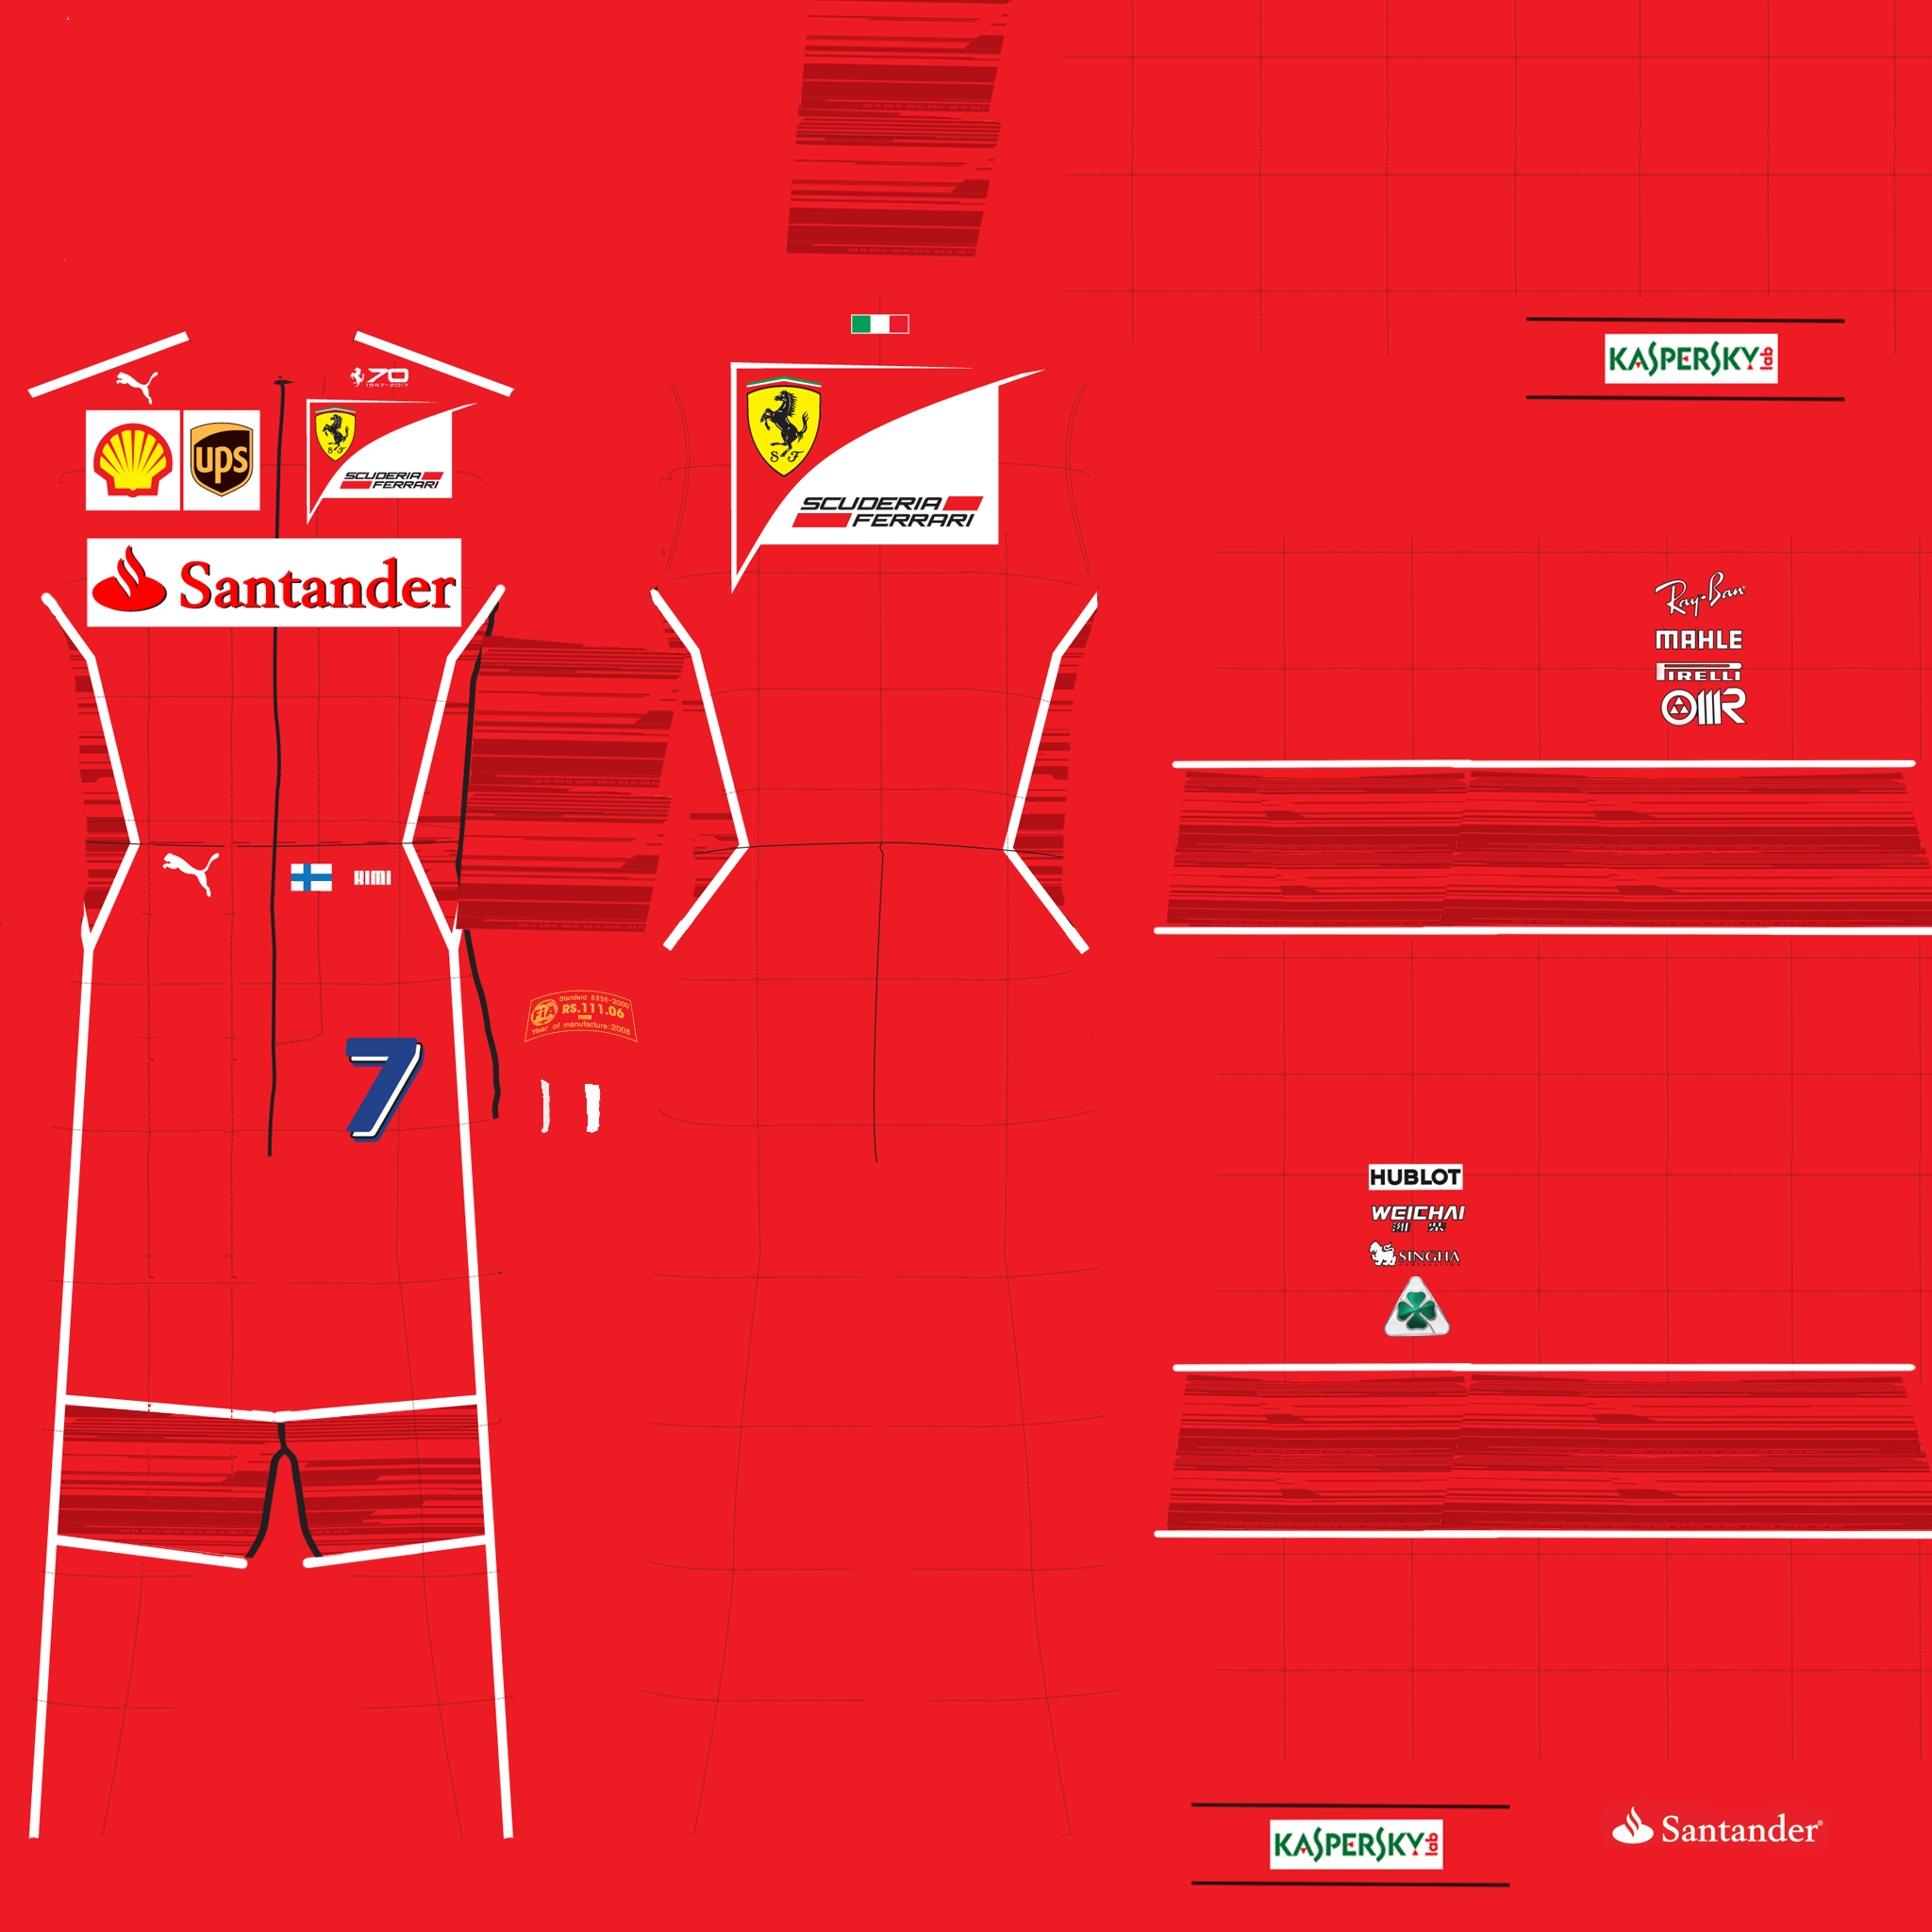 70
1947-2017
ups
S F
SCUDERIA
FERRARI
Santander
KIMI
7
Standard 8856-2000
FIA RS.111.06
Year of manufacture:2008
S F
SCUDERIA
FERRARI
KASPERSKY lab
Ray-Ban
MAHLE
PIRELLI
OMR
HUBLOT
WEICHAI
SINGHA
KASPERSKY lab
Santander